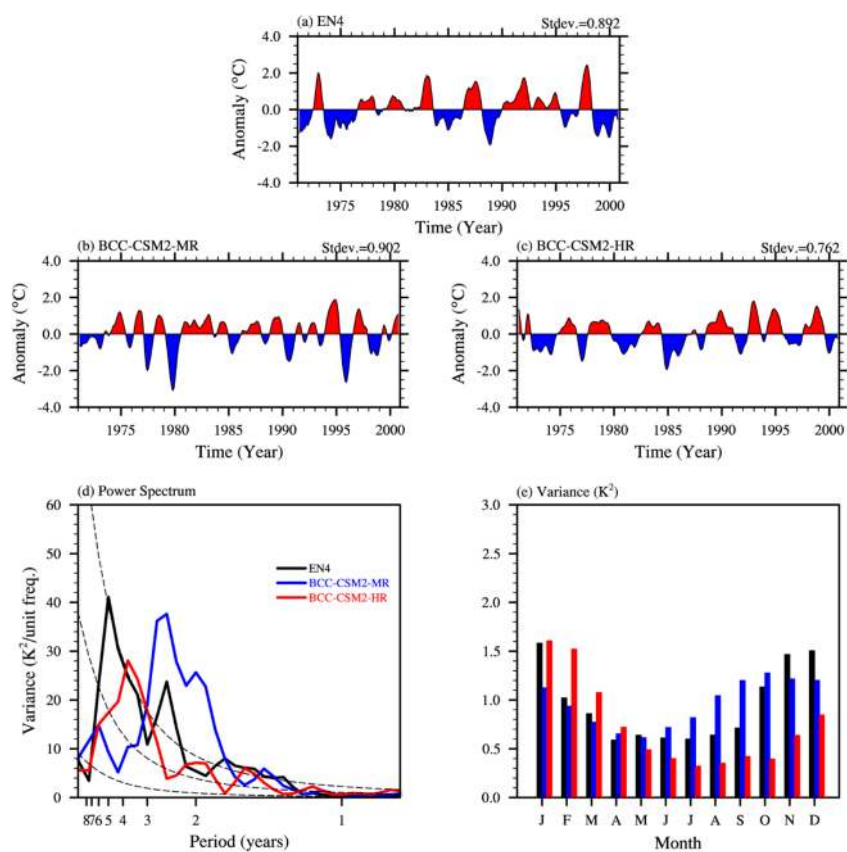 (a) EN4 Stdev.=0.892
4.0
2.0
0.0
-2.0
-4.0
Anomaly (°C)
1975 1980 1985 1990 1995 2000
Time (Year)
(b) BCC-CSM2-MR Stdev.=0.902
4.0
2.0
0.0
-2.0
-4.0
Anomaly (°C)
1975 1980 1985 1990 1995 2000
Time (Year)
(c) BCC-CSM2-HR Stdev.=0.762
4.0
2.0
0.0
-2.0
-4.0
Anomaly (°C)
1975 1980 1985 1990 1995 2000
Time (Year)
(d) Power Spectrum
60
50
40
30
20
10
0
Variance (K²/unit freq.)
EN4
BCC-CSM2-MR
BCC-CSM2-HR
8 7 6 5 4 3 2 1
Period (years)
(e) Variance (K²)
3.0
2.5
2.0
1.5
1.0
0.5
0.0
J F M A M J J A S O N D
Month